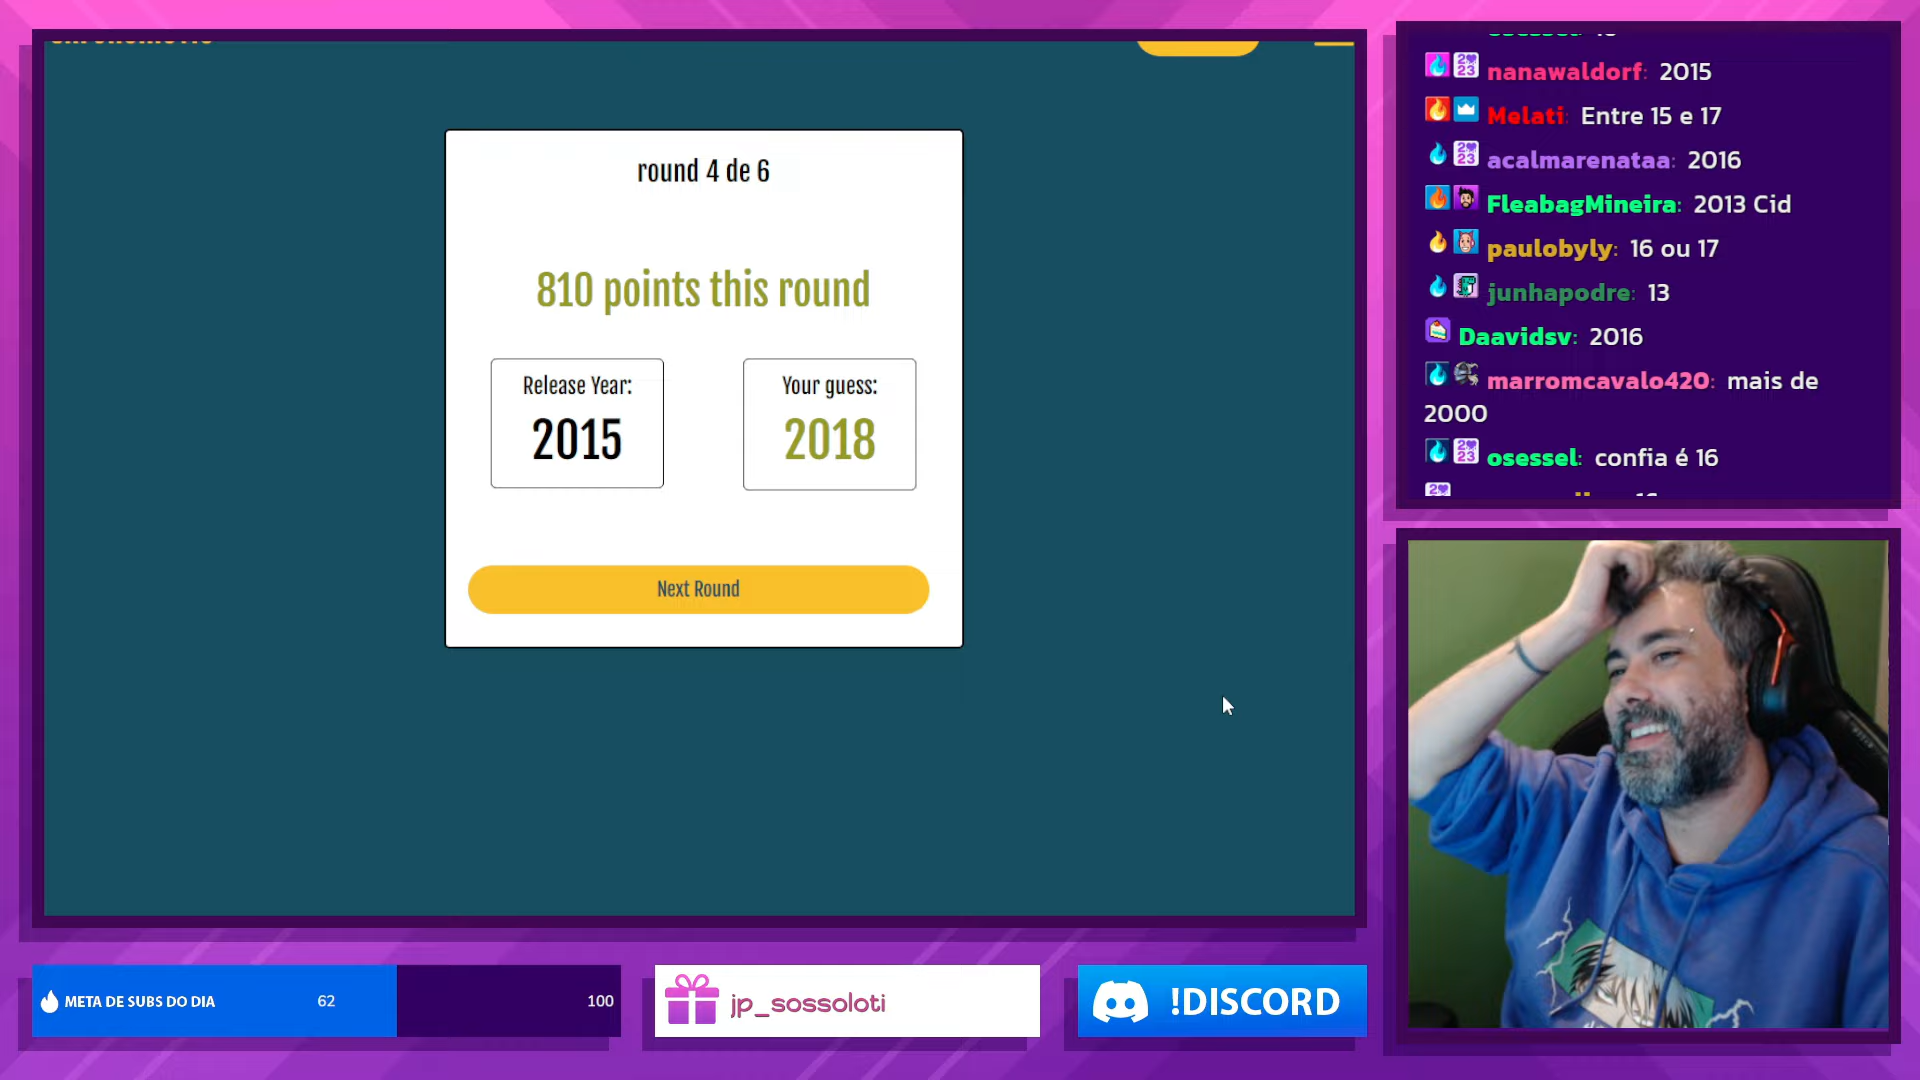 round 4 de 6
810 points this round
Release Year:
2015
Your guess:
2018
Next Round
nanawaldorf: 2015
Melati: Entre 15 e 17
acalmarenataa: 2016
FleabagMineira: 2013 Cid
paulobyly: 16 ou 17
junhapodre: 13
Daavidsv: 2016
marromcavalo420: mais de
2000
osessel: confia é 16
META DE SUBS DO DIA 62 100
jp_sossoloti
!DISCORD